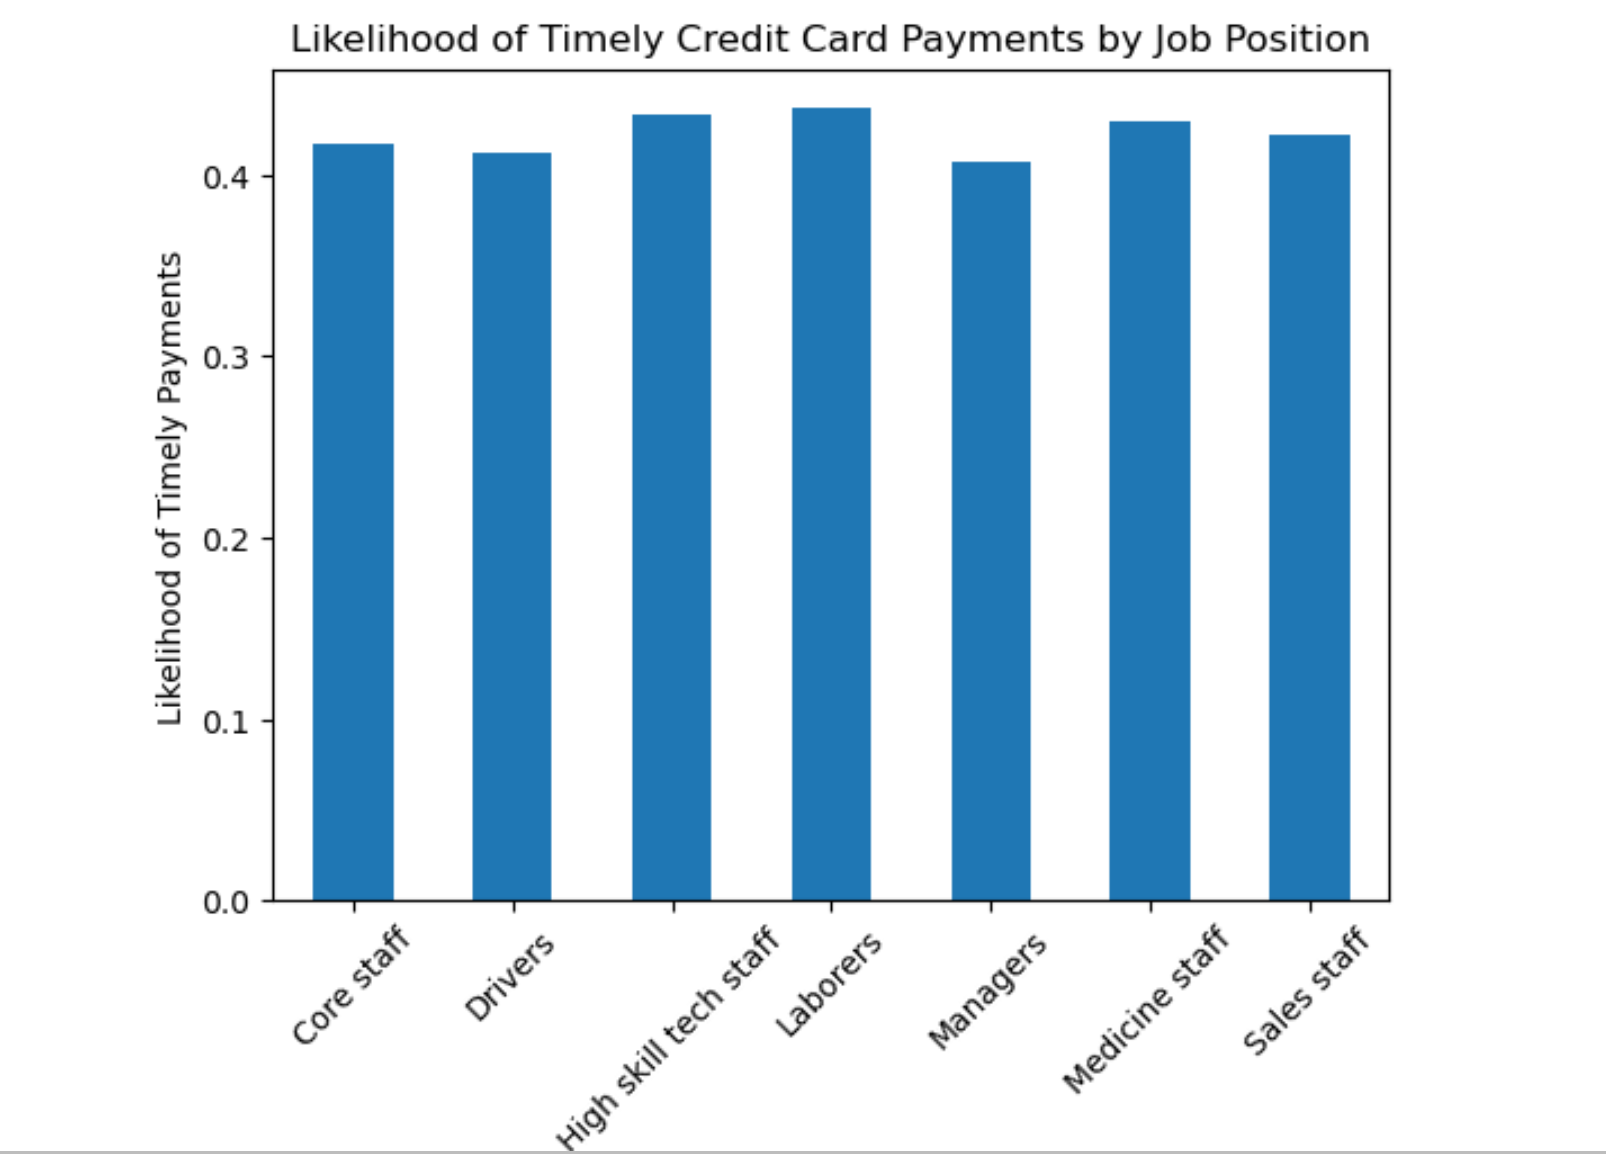 Likelihood of Timely Credit Card Payments by Job Position
Likelihood of Timely Payments
0.4
0.3
0.2
0.1
0.0
Core staff
Drivers
High skill tech staff
Laborers
Managers
Medicine staff
Sales staff